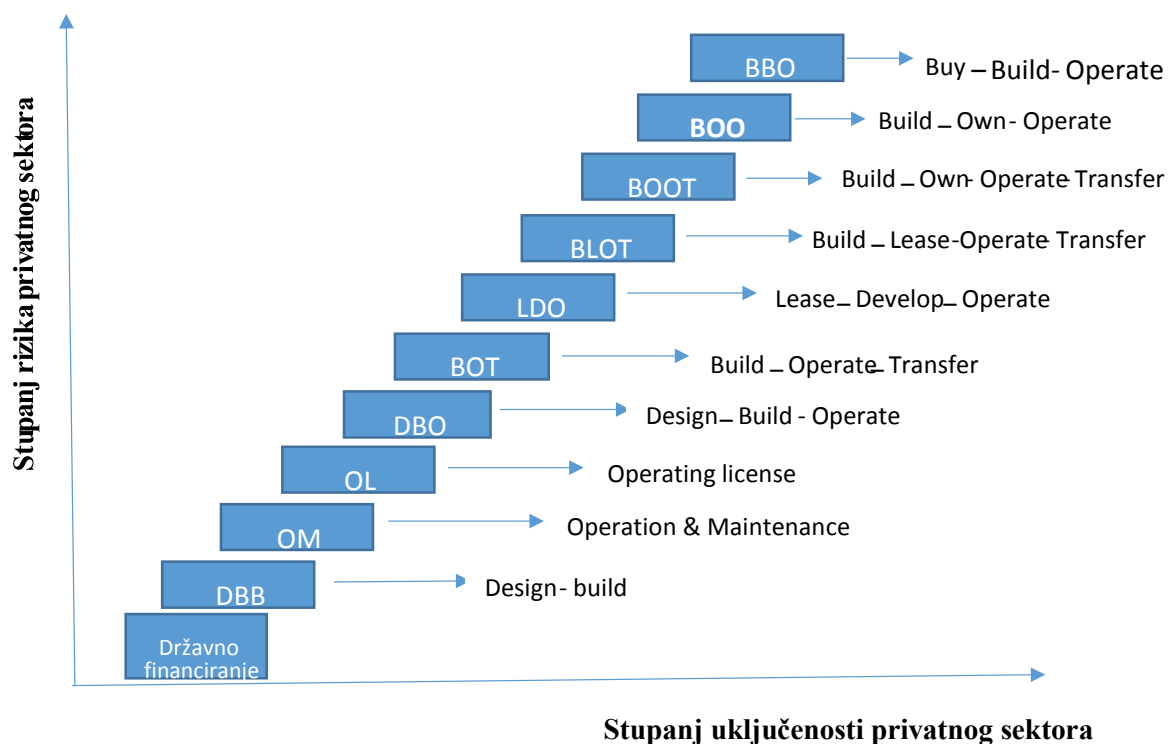 Stupanj rizika privatnog sektora
BBO
Buy – Build- Operate
BOO
Build – Own- Operate
BOOT
Build – Own- Operate- Transfer
BLOT
Build – Lease-Operate- Transfer
LDO
Lease – Develop – Operate
BOT
Build – Operate – Transfer
DBO
Design – Build - Operate
OL
Operating license
OM
Operation & Maintenance
DBB
Design- build
Državno
financiranje
Stupanj uključenosti privatnog sektora